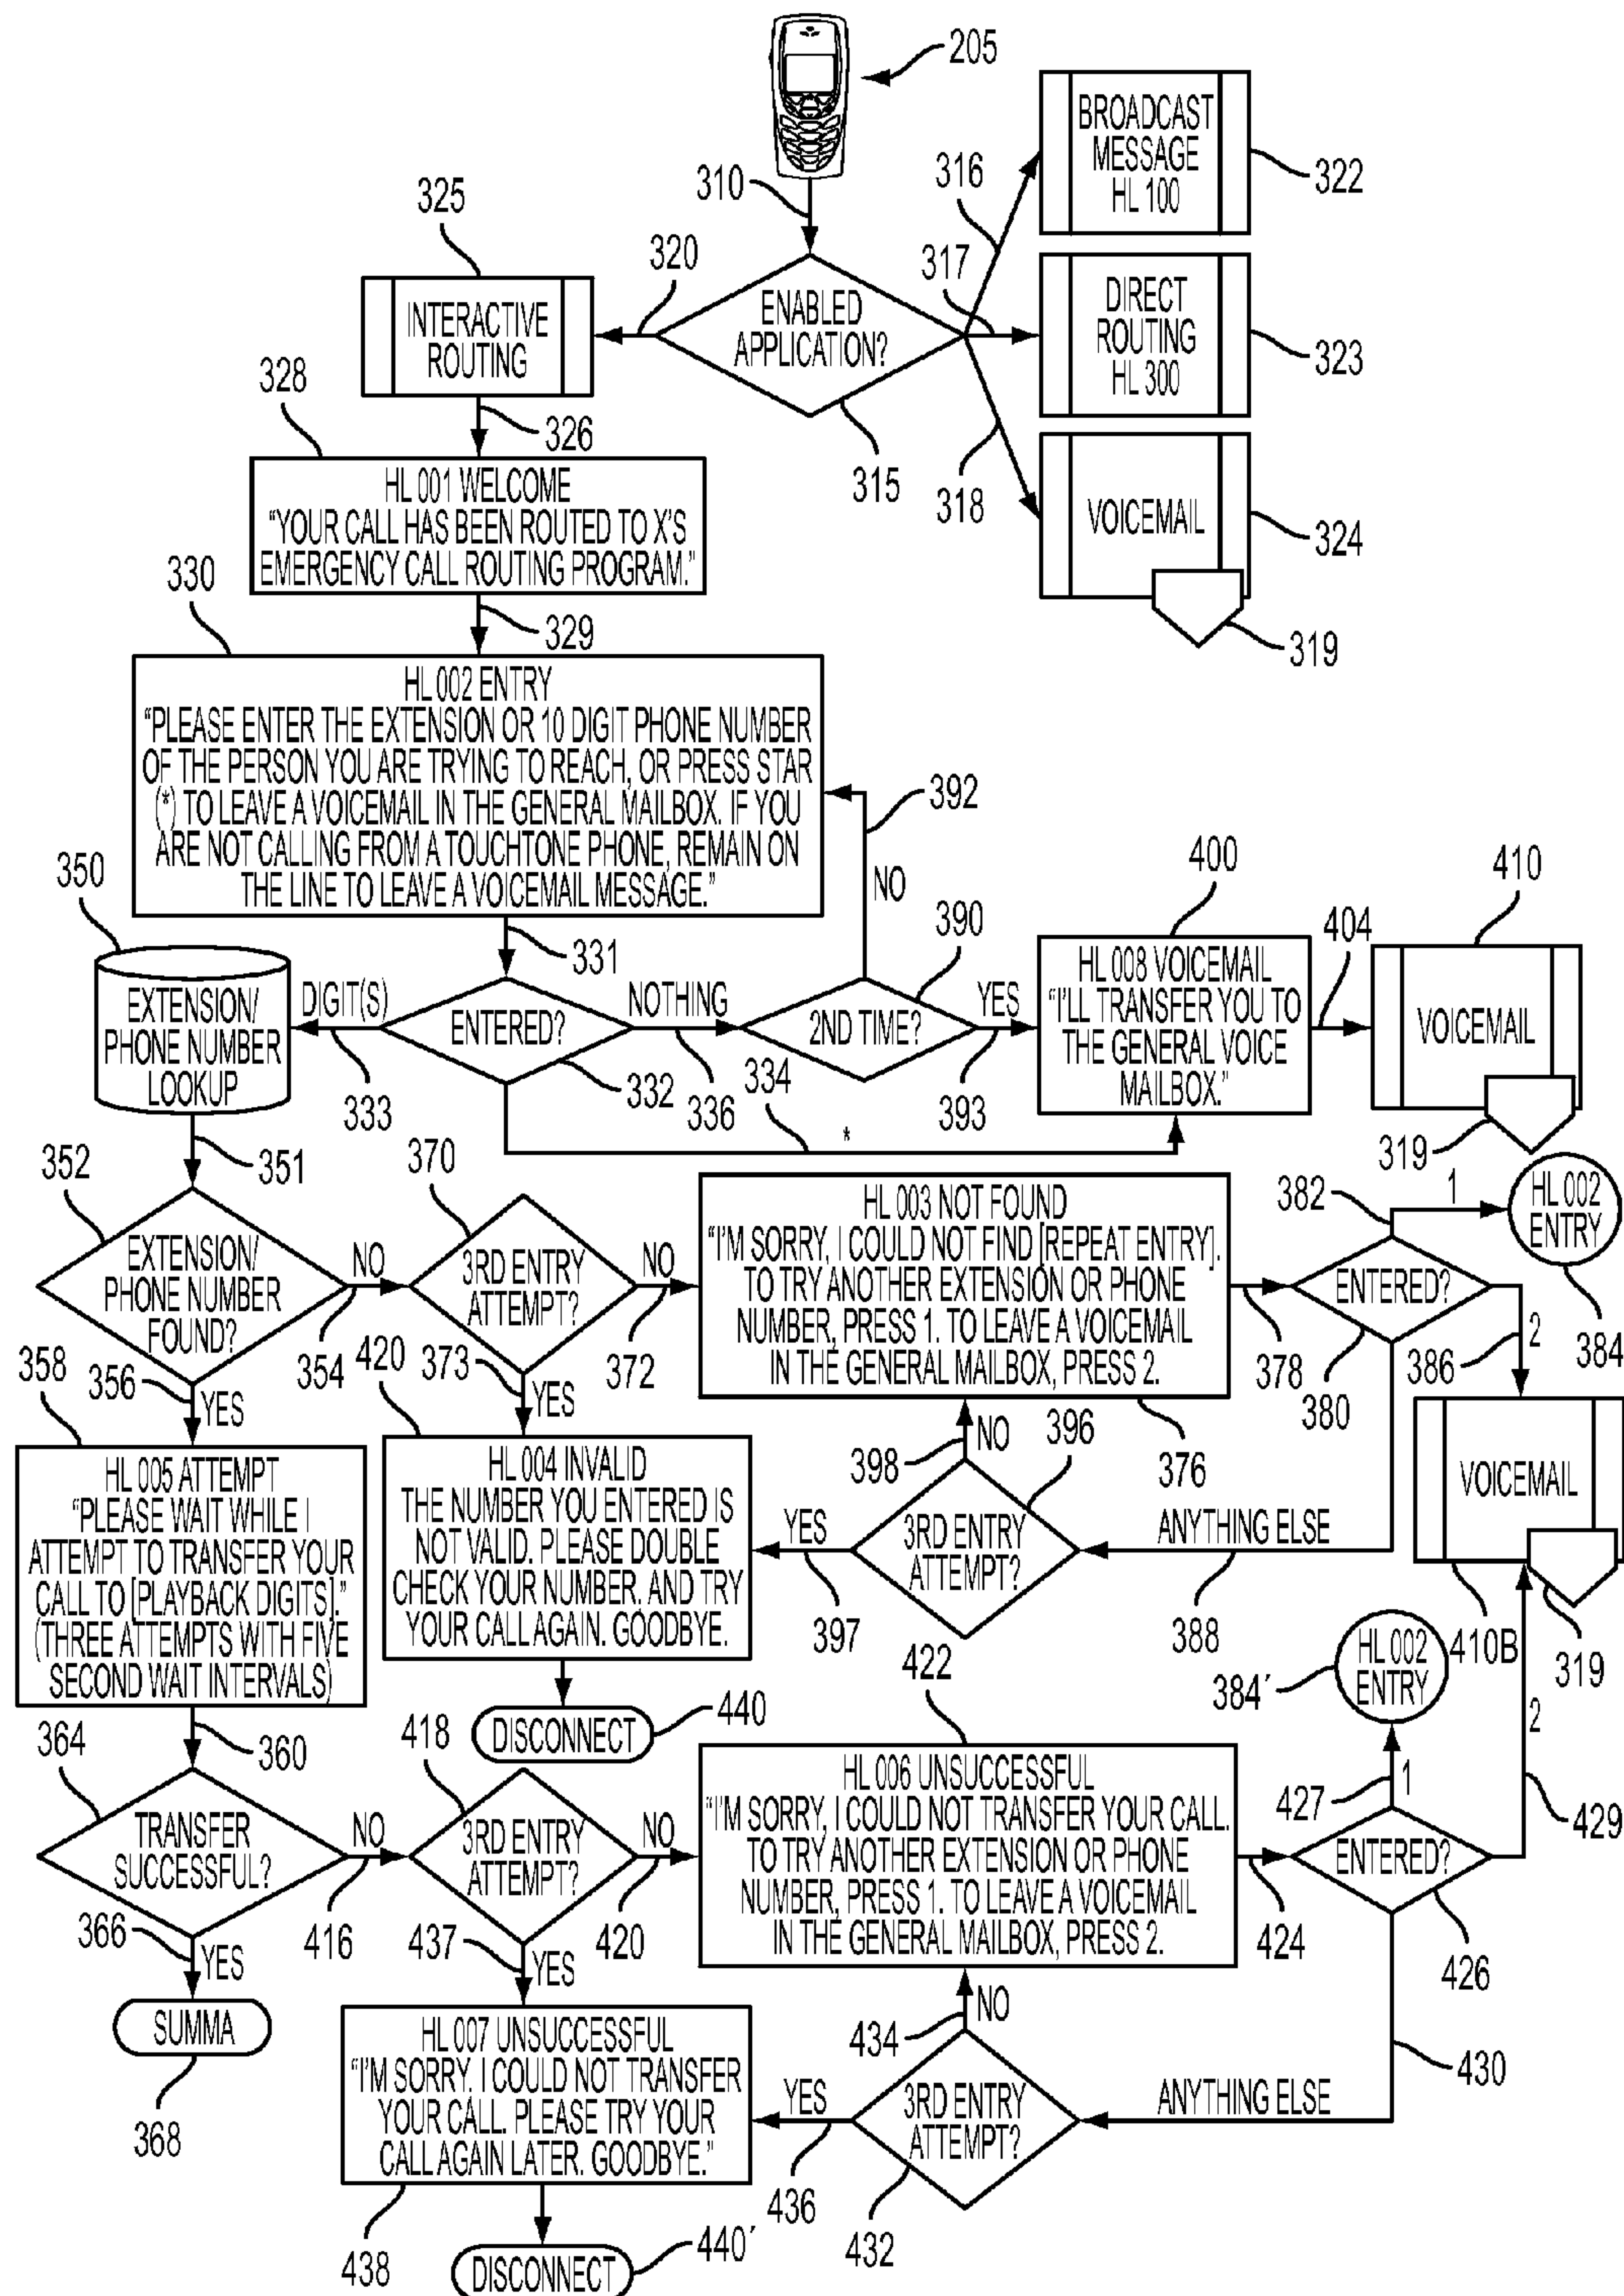 205
BROADCAST
MESSAGE
HL 100
322
310
316
325
320
317
INTERACTIVE
ROUTING
ENABLED
APPLICATION?
DIRECT
ROUTING
HL 300
323
328
326
315
318
VOICEMAIL
324
319
HL 001 WELCOME
“YOUR CALL HAS BEEN ROUTED TO X'S
EMERGENCY CALL ROUTING PROGRAM.”
330
329
HL 002 ENTRY
“PLEASE ENTER THE EXTENSION OR 10 DIGIT PHONE NUMBER
OF THE PERSON YOU ARE TRYING TO REACH, OR PRESS STAR
(*) TO LEAVE A VOICEMAIL IN THE GENERAL MAILBOX. IF YOU
ARE NOT CALLING FROM A TOUCHTONE PHONE, REMAIN ON
THE LINE TO LEAVE A VOICEMAIL MESSAGE.”
392
NO
350
331
390
400
410
404
EXTENSION/
PHONE NUMBER
LOOKUP
DIGIT(S)
333
ENTERED?
332
NOTHING
336
334
2ND TIME?
YES
393
HL 008 VOICEMAIL
“I'LL TRANSFER YOU TO
THE GENERAL VOICE
MAILBOX.”
VOICEMAIL
319
*
351
352
370
382
1
HL 002
ENTRY
384
EXTENSION/
PHONE NUMBER
FOUND?
NO
354
3RD ENTRY
ATTEMPT?
NO
372
HL 003 NOT FOUND
“I'M SORRY, I COULD NOT FIND [REPEAT ENTRY].
TO TRY ANOTHER EXTENSION OR PHONE
NUMBER, PRESS 1. TO LEAVE A VOICEMAIL
IN THE GENERAL MAILBOX, PRESS 2.
378
ENTERED?
380
2
386
358
356
YES
420
373
YES
398
NO
396
376
VOICEMAIL
410B
319
HL 005 ATTEMPT
“PLEASE WAIT WHILE I
ATTEMPT TO TRANSFER YOUR
CALL TO [PLAYBACK DIGITS].”
(THREE ATTEMPTS WITH FIVE
SECOND WAIT INTERVALS)
HL 004 INVALID
THE NUMBER YOU ENTERED IS
NOT VALID. PLEASE DOUBLE
CHECK YOUR NUMBER. AND TRY
YOUR CALL AGAIN. GOODBYE.
YES
397
3RD ENTRY
ATTEMPT?
ANYTHING ELSE
388
384′
HL 002
ENTRY
422
DISCONNECT
440
364
360
418
427
1
2
429
TRANSFER
SUCCESSFUL?
NO
416
3RD ENTRY
ATTEMPT?
NO
420
HL 006 UNSUCCESSFUL
“I'M SORRY, I COULD NOT TRANSFER YOUR CALL.
TO TRY ANOTHER EXTENSION OR PHONE
NUMBER, PRESS 1. TO LEAVE A VOICEMAIL
IN THE GENERAL MAILBOX, PRESS 2.
424
ENTERED?
426
366
YES
437
YES
434
NO
430
SUMMA
368
HL 007 UNSUCCESSFUL
“I'M SORRY. I COULD NOT TRANSFER
YOUR CALL. PLEASE TRY YOUR
CALL AGAIN LATER. GOODBYE.”
438
YES
436
3RD ENTRY
ATTEMPT?
432
ANYTHING ELSE
DISCONNECT
440′